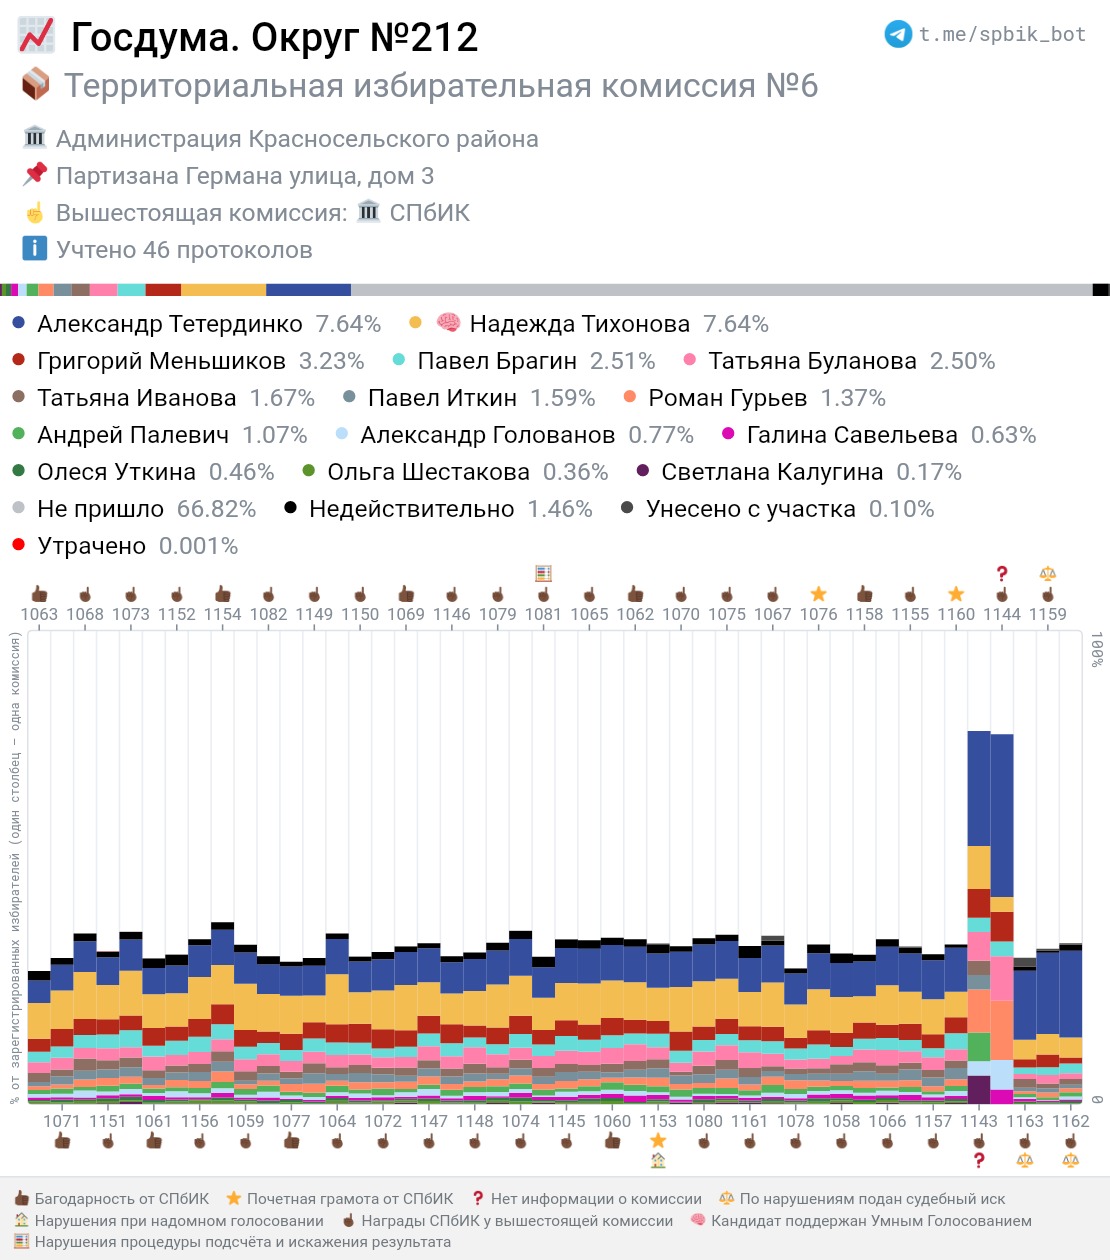 Госдума. Округ №212
t.me/spbik_bot
Территориальная избирательная комиссия №6
Администрация Красносельского района
Партизана Германа улица, дом 3
Вышестоящая комиссия: СПбИК
Учтено 46 протоколов
Александр Тетердинко 7.64% Надежда Тихонова 7.64%
Григорий Меньшиков 3.23% Павел Брагин 2.51% Татьяна Буланова 2.50%
Татьяна Иванова 1.67% Павел Иткин 1.59% Роман Гурьев 1.37%
Андрей Палевич 1.07% Александр Голованов 0.77% Галина Савельева 0.63%
Олеся Уткина 0.46% Ольга Шестакова 0.36% Светлана Калугина 0.17%
Не пришло 66.82% Недействительно 1.46% Унесено с участка 0.10%
Утрачено 0.001%
1063 1068 1073 1152 1154 1082 1149 1150 1069 1146 1079 1081 1065 1062 1070 1075 1067 1076 1158 1155 1160 1144 1159
% от зарегистрированных избирателей (один столбец – одна комиссия)
100%
0
1071 1151 1061 1156 1059 1077 1064 1072 1147 1148 1074 1145 1060 1153 1080 1161 1078 1058 1066 1157 1143 1163 1162
Багодарность от СПбИК Почетная грамота от СПбИК Нет информации о комиссии По нарушениям подан судебный иск
Нарушения при надомном голосовании Награды СПбИК у вышестоящей комиссии Кандидат поддержан Умным Голосованием
Нарушения процедуры подсчёта и искажения результата